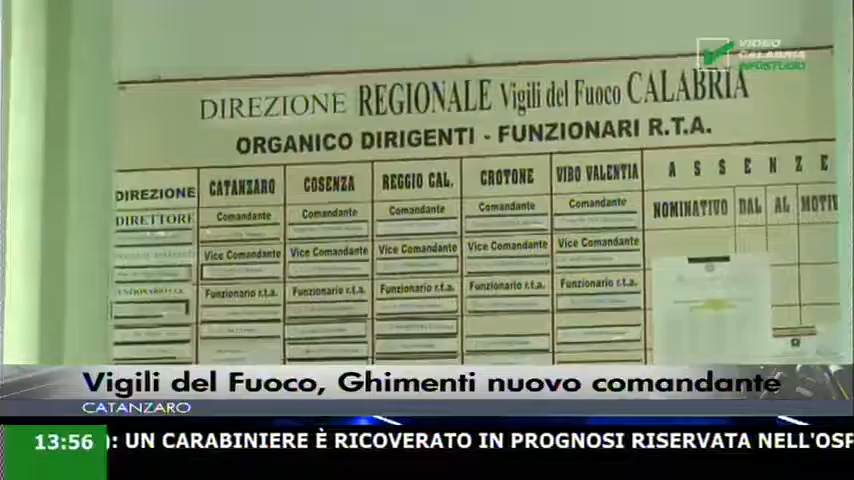 VIDEO
CALABRIA
INFOSTUDIO
DIREZIONE REGIONALE Vigili del Fuoco CALABRIA
ORGANICO DIRIGENTI - FUNZIONARI R.T.A.
DIREZIONE CATANZARO COSENZA REGGIO CAL. CROTONE VIBO VALENTIA ASSENZE
DIRETTORE Comandante Comandante Comandante Comandante Comandante NOMINATIVO DAL AL MOTIV
Vice Comandante Vice Comandante Vice Comandante Vice Comandante Vice Comandante
Funzionario r.t.a. Funzionario r.t.a. Funzionario r.t.a. Funzionario r.t.a. Funzionario r.t.a.
Vigili del Fuoco, Ghimenti nuovo comandante
CATANZARO
13:56 ): UN CARABINIERE È RICOVERATO IN PROGNOSI RISERVATA NELL'OSP